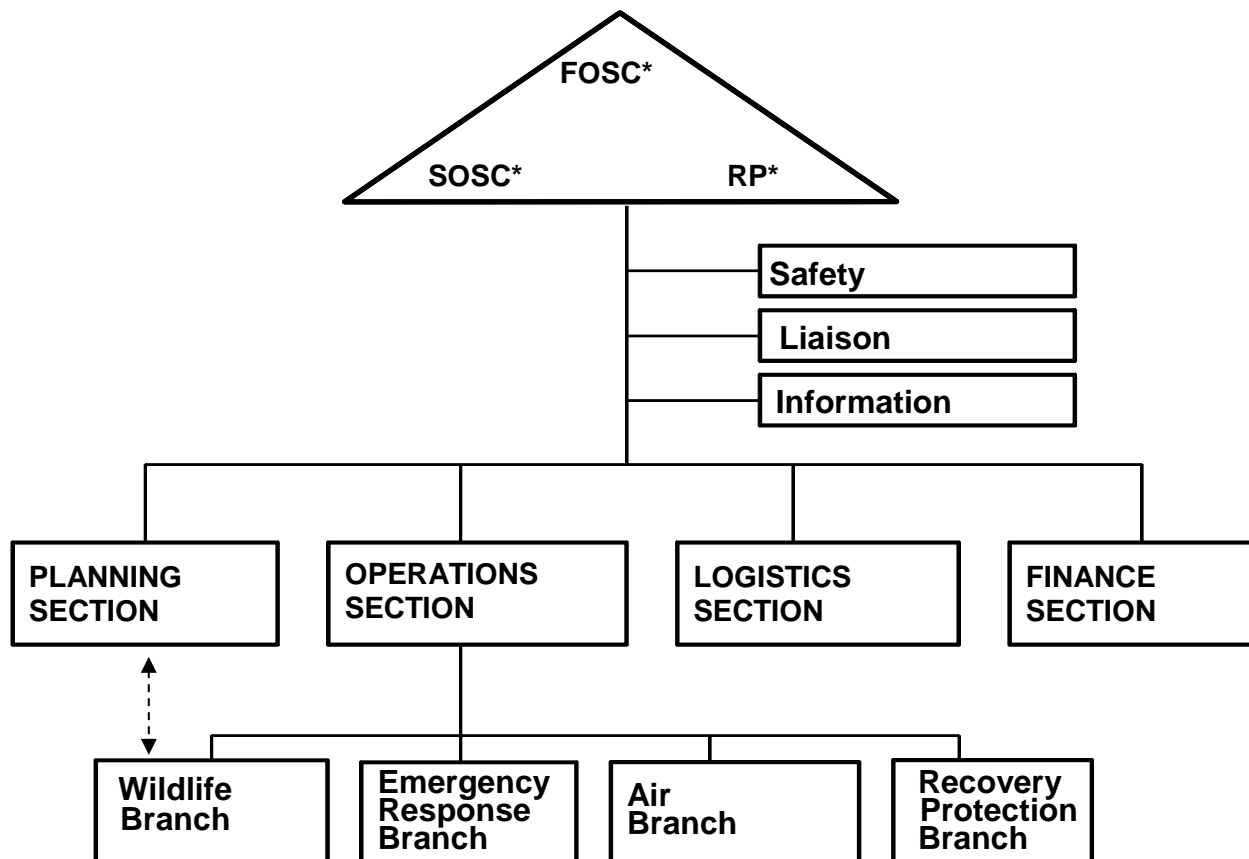 FOSC*
SOSC* RP*
Safety
Liaison
Information
PLANNING
SECTION
OPERATIONS
SECTION
LOGISTICS
SECTION
FINANCE
SECTION
Wildlife
Branch
Emergency
Response
Branch
Air
Branch
Recovery
Protection
Branch